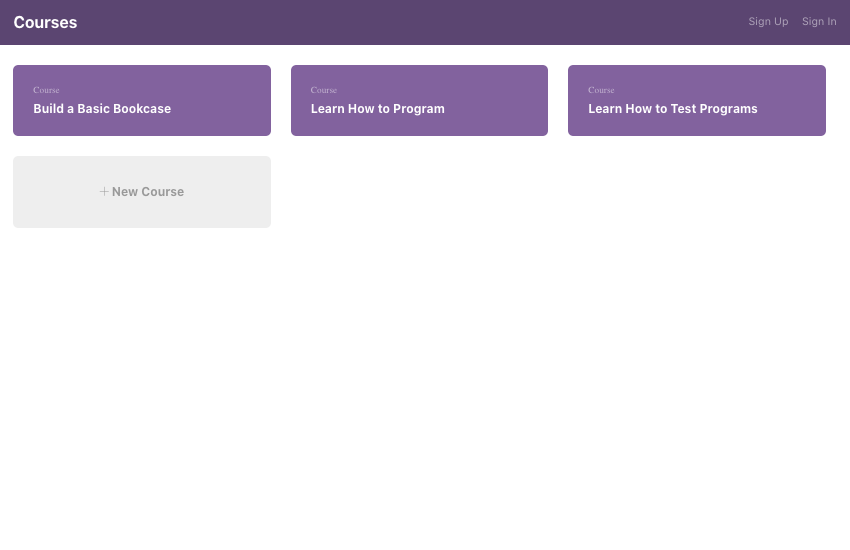 Courses
Sign Up Sign In
Course
Build a Basic Bookcase
Course
Learn How to Program
Course
Learn How to Test Programs
+ New Course